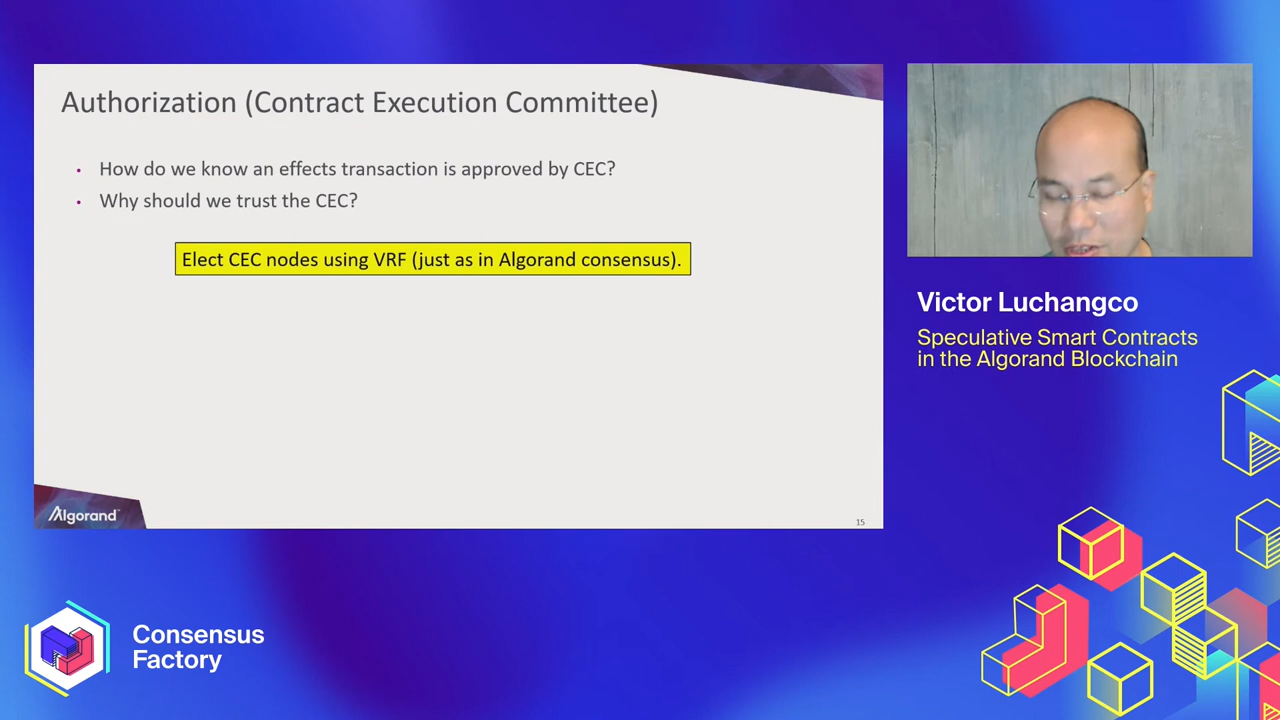 Authorization (Contract Execution Committee)
• How do we know an effects transaction is approved by CEC?
• Why should we trust the CEC?
Elect CEC nodes using VRF (just as in Algorand consensus).
Algorand
15
Victor Luchangco
Speculative Smart Contracts
in the Algorand Blockchain
Consensus
Factory